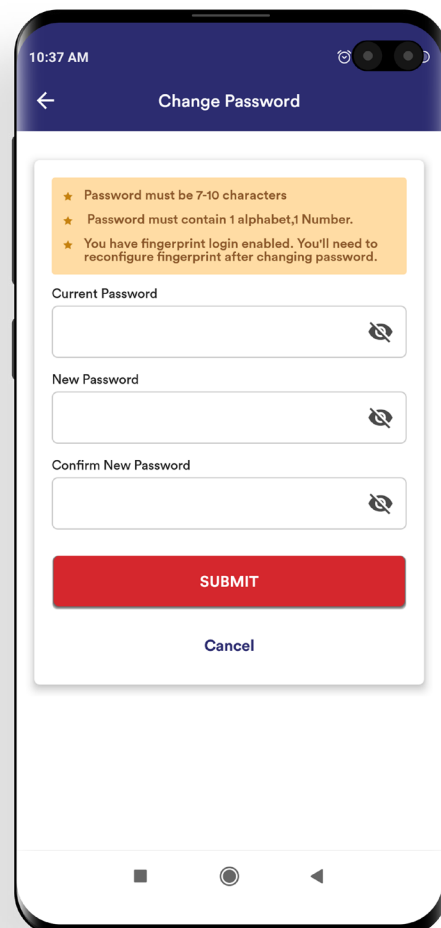 10:37 AM
Change Password
Password must be 7-10 characters
Password must contain 1 alphabet,1 Number.
You have fingerprint login enabled. You'll need to
reconfigure fingerprint after changing password.
Current Password
New Password
Confirm New Password
SUBMIT
Cancel